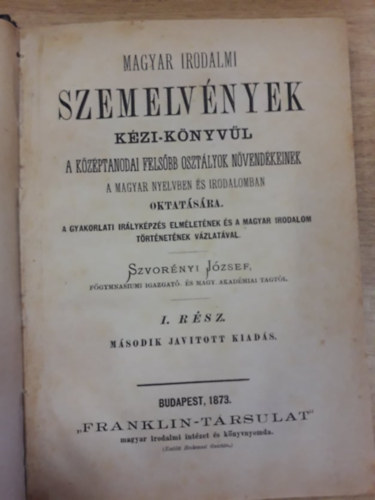 MAGYAR IRODALMI
SZEMELVÉNYEK
KÉZI-KÖNYVŰL
A KÖZÉPTANODAI FELSŐBB OSZTÁLYOK NÖVENDÉKEINEK
A MAGYAR NYELVBEN ÉS IRODALOMBAN
OKTATÁSÁRA.
A GYAKORLATI IRÁLYKÉPZÉS ELMÉLETÉNEK ÉS A MAGYAR IRODALOM
TÖRTÉNETÉNEK VÁZLATÁVAL.
SZVORÉNYI JÓZSEF,
FŐGYMNASIUMI IGAZGATÓ. ÉS MAGY. AKADÉMIAI TAGTÓL.
I. RÉSZ.
MÁSODIK JAVITOTT KIADÁS.
BUDAPEST, 1873.
„FRANKLIN-TÁRSULAT"
magyar irodalmi intézet és könyvnyomda.